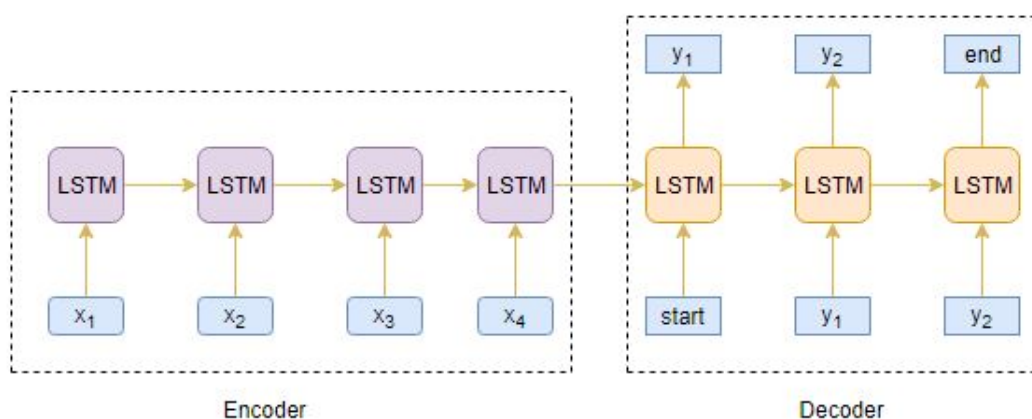 y1 y2 end
LSTM LSTM LSTM LSTM LSTM LSTM LSTM
x1 x2 x3 x4 start y1 y2
Encoder Decoder